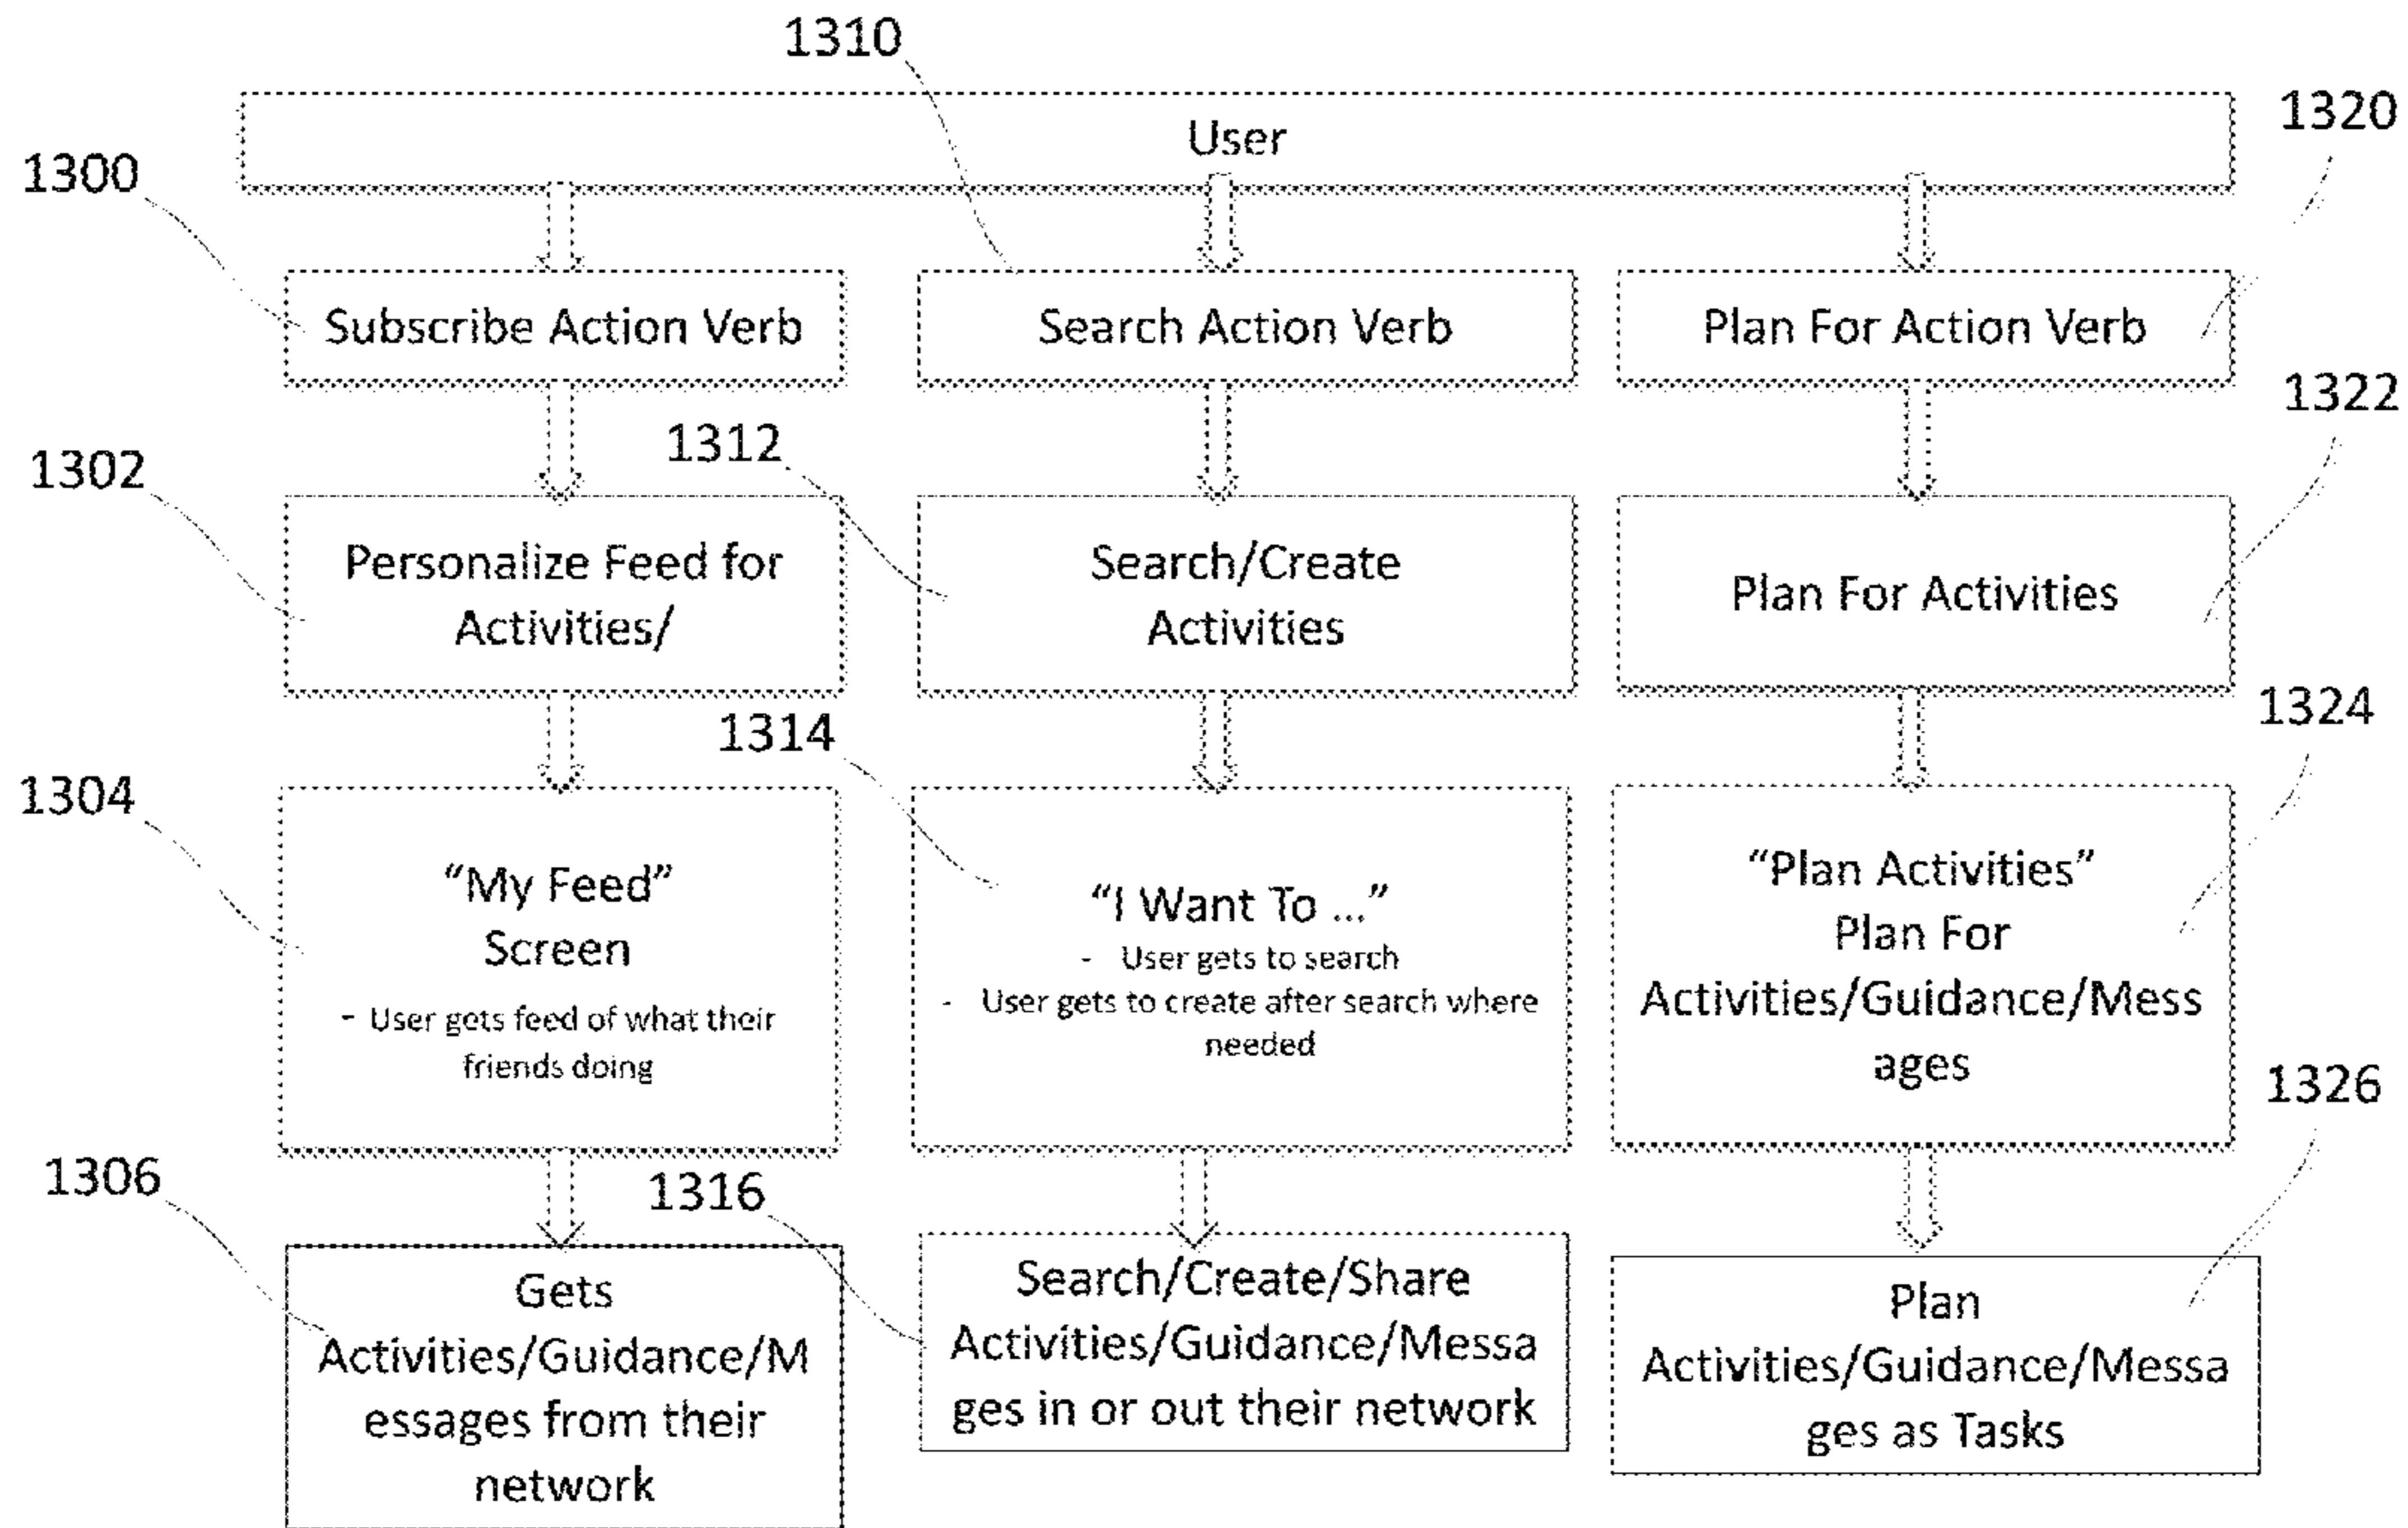 1310
User
1320
1300
Subscribe Action Verb
Search Action Verb
Plan For Action Verb
1322
1302
1312
Personalize Feed for
Activities/
Search/Create
Activities
Plan For Activities
1324
1304
1314
“My Feed”
Screen
- User gets feed of what their
friends doing
“I Want To ...”
- User gets to search
- User gets to create after search where
needed
“Plan Activities”
Plan For
Activities/Guidance/Mess
ages
1326
1306
1316
Gets
Activities/Guidance/M
essages from their
network
Search/Create/Share
Activities/Guidance/Messa
ges in or out their network
Plan
Activities/Guidance/Messa
ges as Tasks